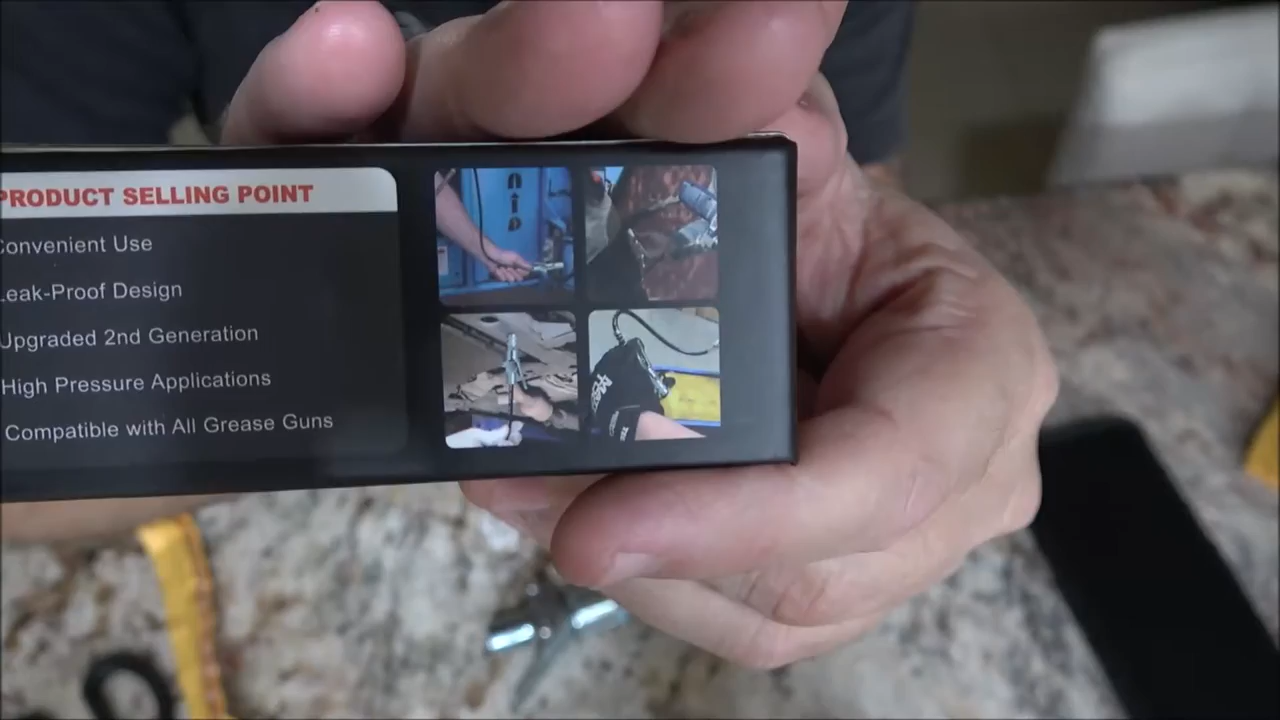 PRODUCT SELLING POINT
Convenient Use
Leak-Proof Design
Upgraded 2nd Generation
High Pressure Applications
Compatible with All Grease Guns